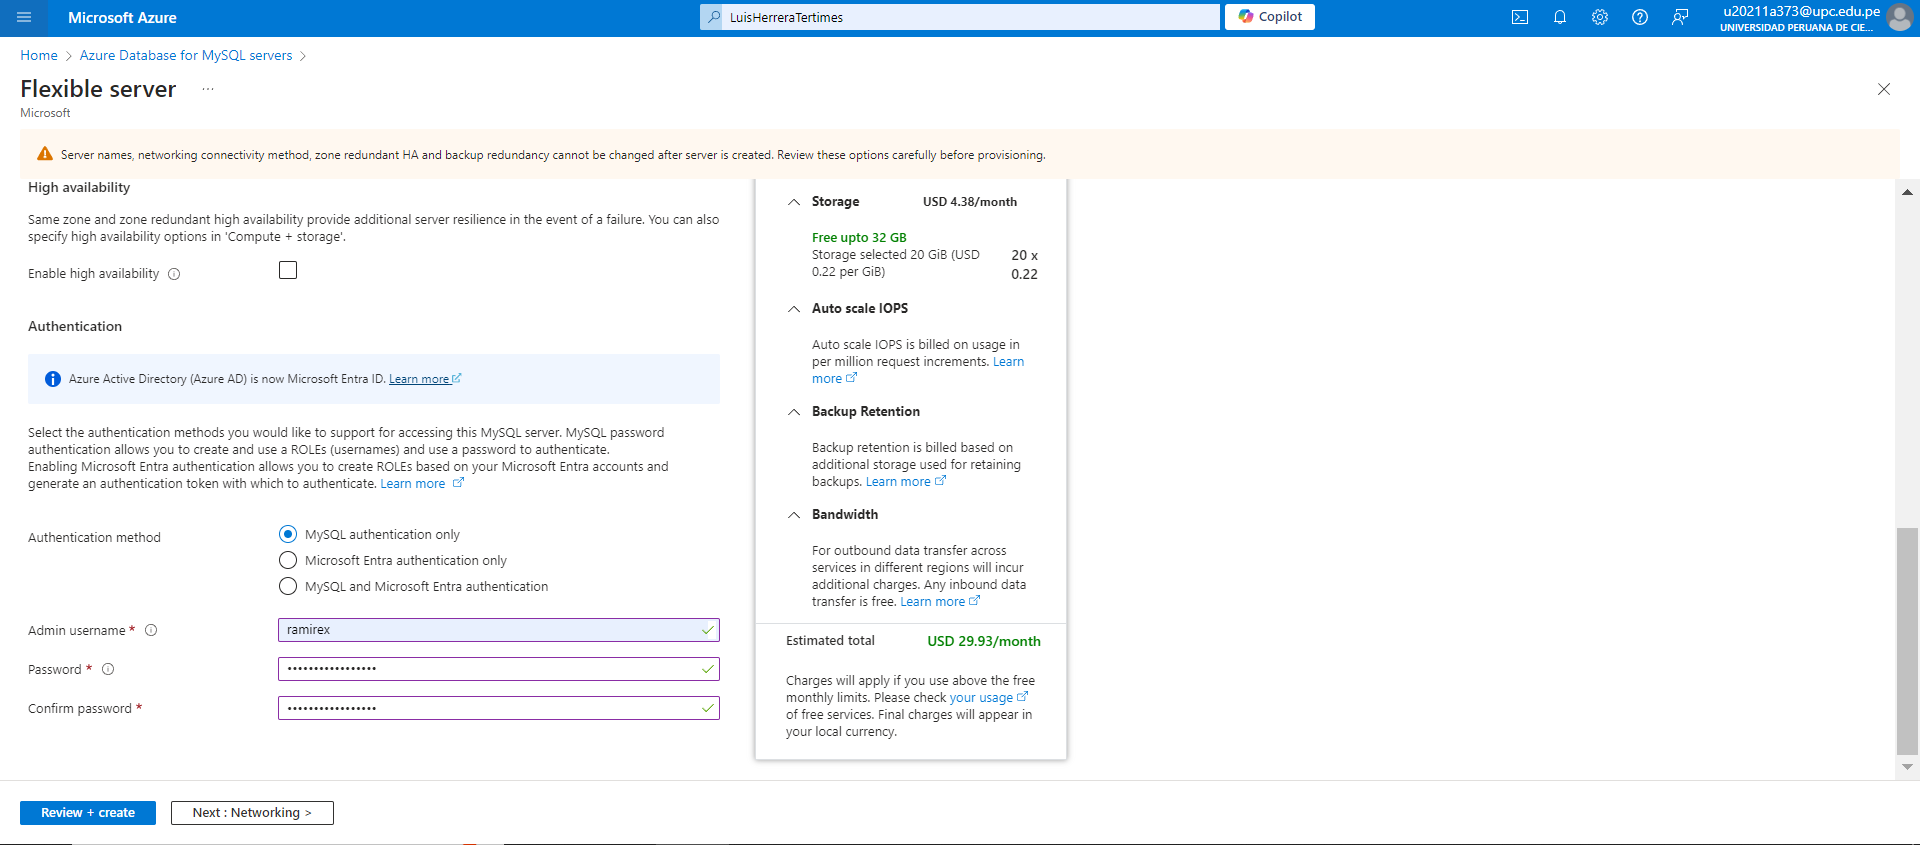 Microsoft Azure
LuisHerreraTertimes
Copilot
u20211a373@upc.edu.pe
UNIVERSIDAD PERUANA DE CIE...
Home > Azure Database for MySQL servers >
Flexible server ...
Microsoft
Server names, networking connectivity method, zone redundant HA and backup redundancy cannot be changed after server is created. Review these options carefully before provisioning.
High availability
Same zone and zone redundant high availability provide additional server resilience in the event of a failure. You can also
specify high availability options in 'Compute + storage'.
Enable high availability
Authentication
Azure Active Directory (Azure AD) is now Microsoft Entra ID. Learn more
Select the authentication methods you would like to support for accessing this MySQL server. MySQL password
authentication allows you to create and use a ROLEs (usernames) and use a password to authenticate.
Enabling Microsoft Entra authentication allows you to create ROLEs based on your Microsoft Entra accounts and
generate an authentication token with which to authenticate. Learn more
Authentication method
MySQL authentication only
Microsoft Entra authentication only
MySQL and Microsoft Entra authentication
Admin username *
ramirex
Password *
•••••••••••••••••
Confirm password *
•••••••••••••••••
Storage USD 4.38/month
Free upto 32 GB
Storage selected 20 GiB (USD 20 x
0.22 per GiB) 0.22
Auto scale IOPS
Auto scale IOPS is billed on usage in
per million request increments. Learn
more
Backup Retention
Backup retention is billed based on
additional storage used for retaining
backups. Learn more
Bandwidth
For outbound data transfer across
services in different regions will incur
additional charges. Any inbound data
transfer is free. Learn more
Estimated total USD 29.93/month
Charges will apply if you use above the free
monthly limits. Please check your usage
of free services. Final charges will appear in
your local currency.
Review + create
Next : Networking >